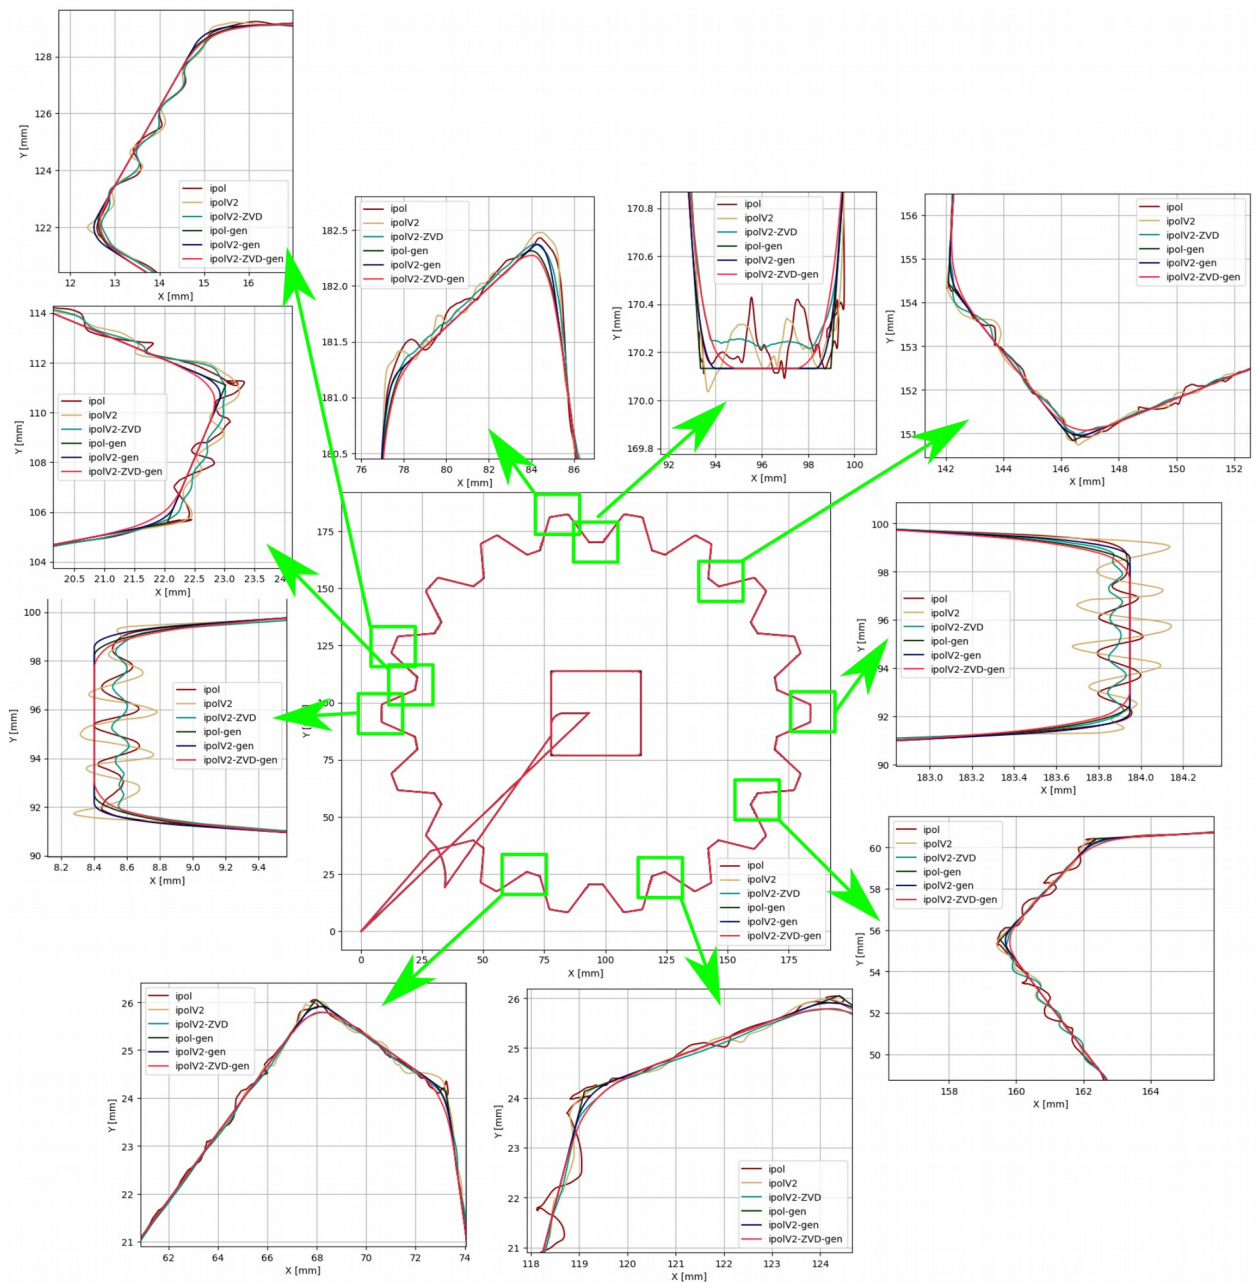 128
126
124
122
Y [mm]
ipol
ipolV2
ipolV2-ZVD
ipol-gen
ipolV2-gen
ipolV2-ZVD-gen
12 13 14 15 16
X [mm]
182.5
182.0
181.5
181.0
180.5
Y [mm]
ipol
ipolV2
ipolV2-ZVD
ipol-gen
ipolV2-gen
ipolV2-ZVD-gen
76 78 80 82 84 86
X [mm]
170.8
170.6
170.4
170.2
170.0
169.8
Y [mm]
ipol
ipolV2
ipolV2-ZVD
ipol-gen
ipolV2-gen
ipolV2-ZVD-gen
92 94 96 98 100
X [mm]
156
155
154
153
152
151
Y [mm]
ipol
ipolV2
ipolV2-ZVD
ipol-gen
ipolV2-gen
ipolV2-ZVD-gen
142 144 146 148 150 152
X [mm]
114
112
110
108
106
104
Y [mm]
ipol
ipolV2
ipolV2-ZVD
ipol-gen
ipolV2-gen
ipolV2-ZVD-gen
20.5 21.0 21.5 22.0 22.5 23.0 23.5
X [mm]
175
150
125
100
75
50
25
0
ipol
ipolV2
ipolV2-ZVD
ipol-gen
ipolV2-gen
ipolV2-ZVD-gen
0 25 50 75 100 125 150 175
X [mm]
100
98
96
94
92
90
Y [mm]
ipol
ipolV2
ipolV2-ZVD
ipol-gen
ipolV2-gen
ipolV2-ZVD-gen
183.0 183.2 183.4 183.6 183.8 184.0 184.2
X [mm]
100
98
96
94
92
90
Y [mm]
ipol
ipolV2
ipolV2-ZVD
ipol-gen
ipolV2-gen
ipolV2-ZVD-gen
8.2 8.4 8.6 8.8 9.0 9.2 9.4
X [mm]
60
58
56
54
52
50
Y [mm]
ipol
ipolV2
ipolV2-ZVD
ipol-gen
ipolV2-gen
ipolV2-ZVD-gen
158 160 162 164
X [mm]
26
25
24
23
22
21
Y [mm]
ipol
ipolV2
ipolV2-ZVD
ipol-gen
ipolV2-gen
ipolV2-ZVD-gen
62 64 66 68 70 72 74
X [mm]
26
25
24
23
22
21
Y [mm]
ipol
ipolV2
ipolV2-ZVD
ipol-gen
ipolV2-gen
ipolV2-ZVD-gen
118 119 120 121 122 123 124
X [mm]